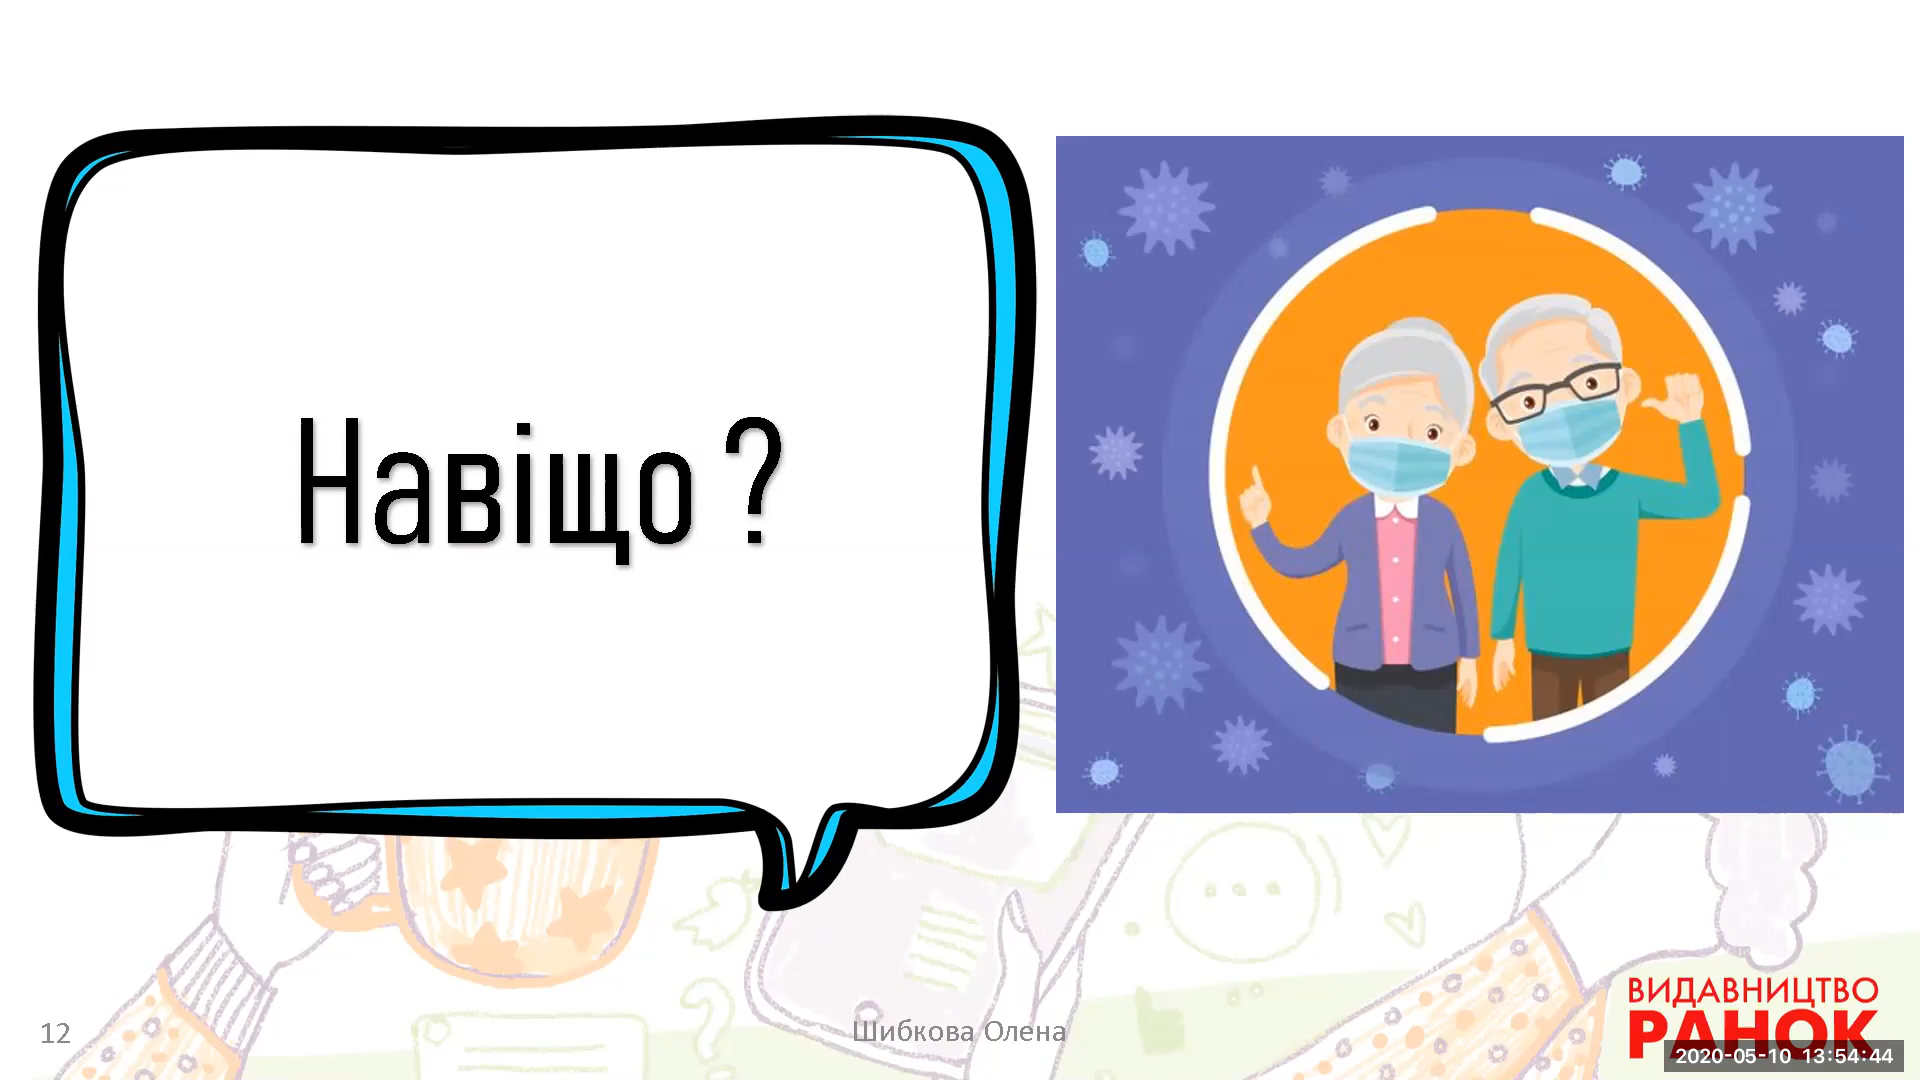 Навіщо ?
12
Шибкова Олена
ВИДАВНИЦТВО
РАНОК
2020-05-10 13:54:44